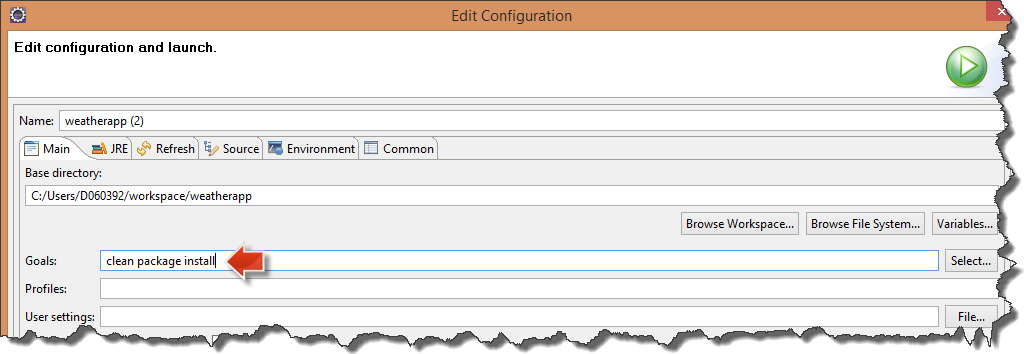 Edit Configuration
Edit configuration and launch.
Name: weatherapp (2)
Main JRE Refresh Source Environment Common
Base directory:
C:/Users/D060392/workspace/weatherapp
Browse Workspace... Browse File System... Variables...
Goals: clean package install Select...
Profiles:
User settings: File...